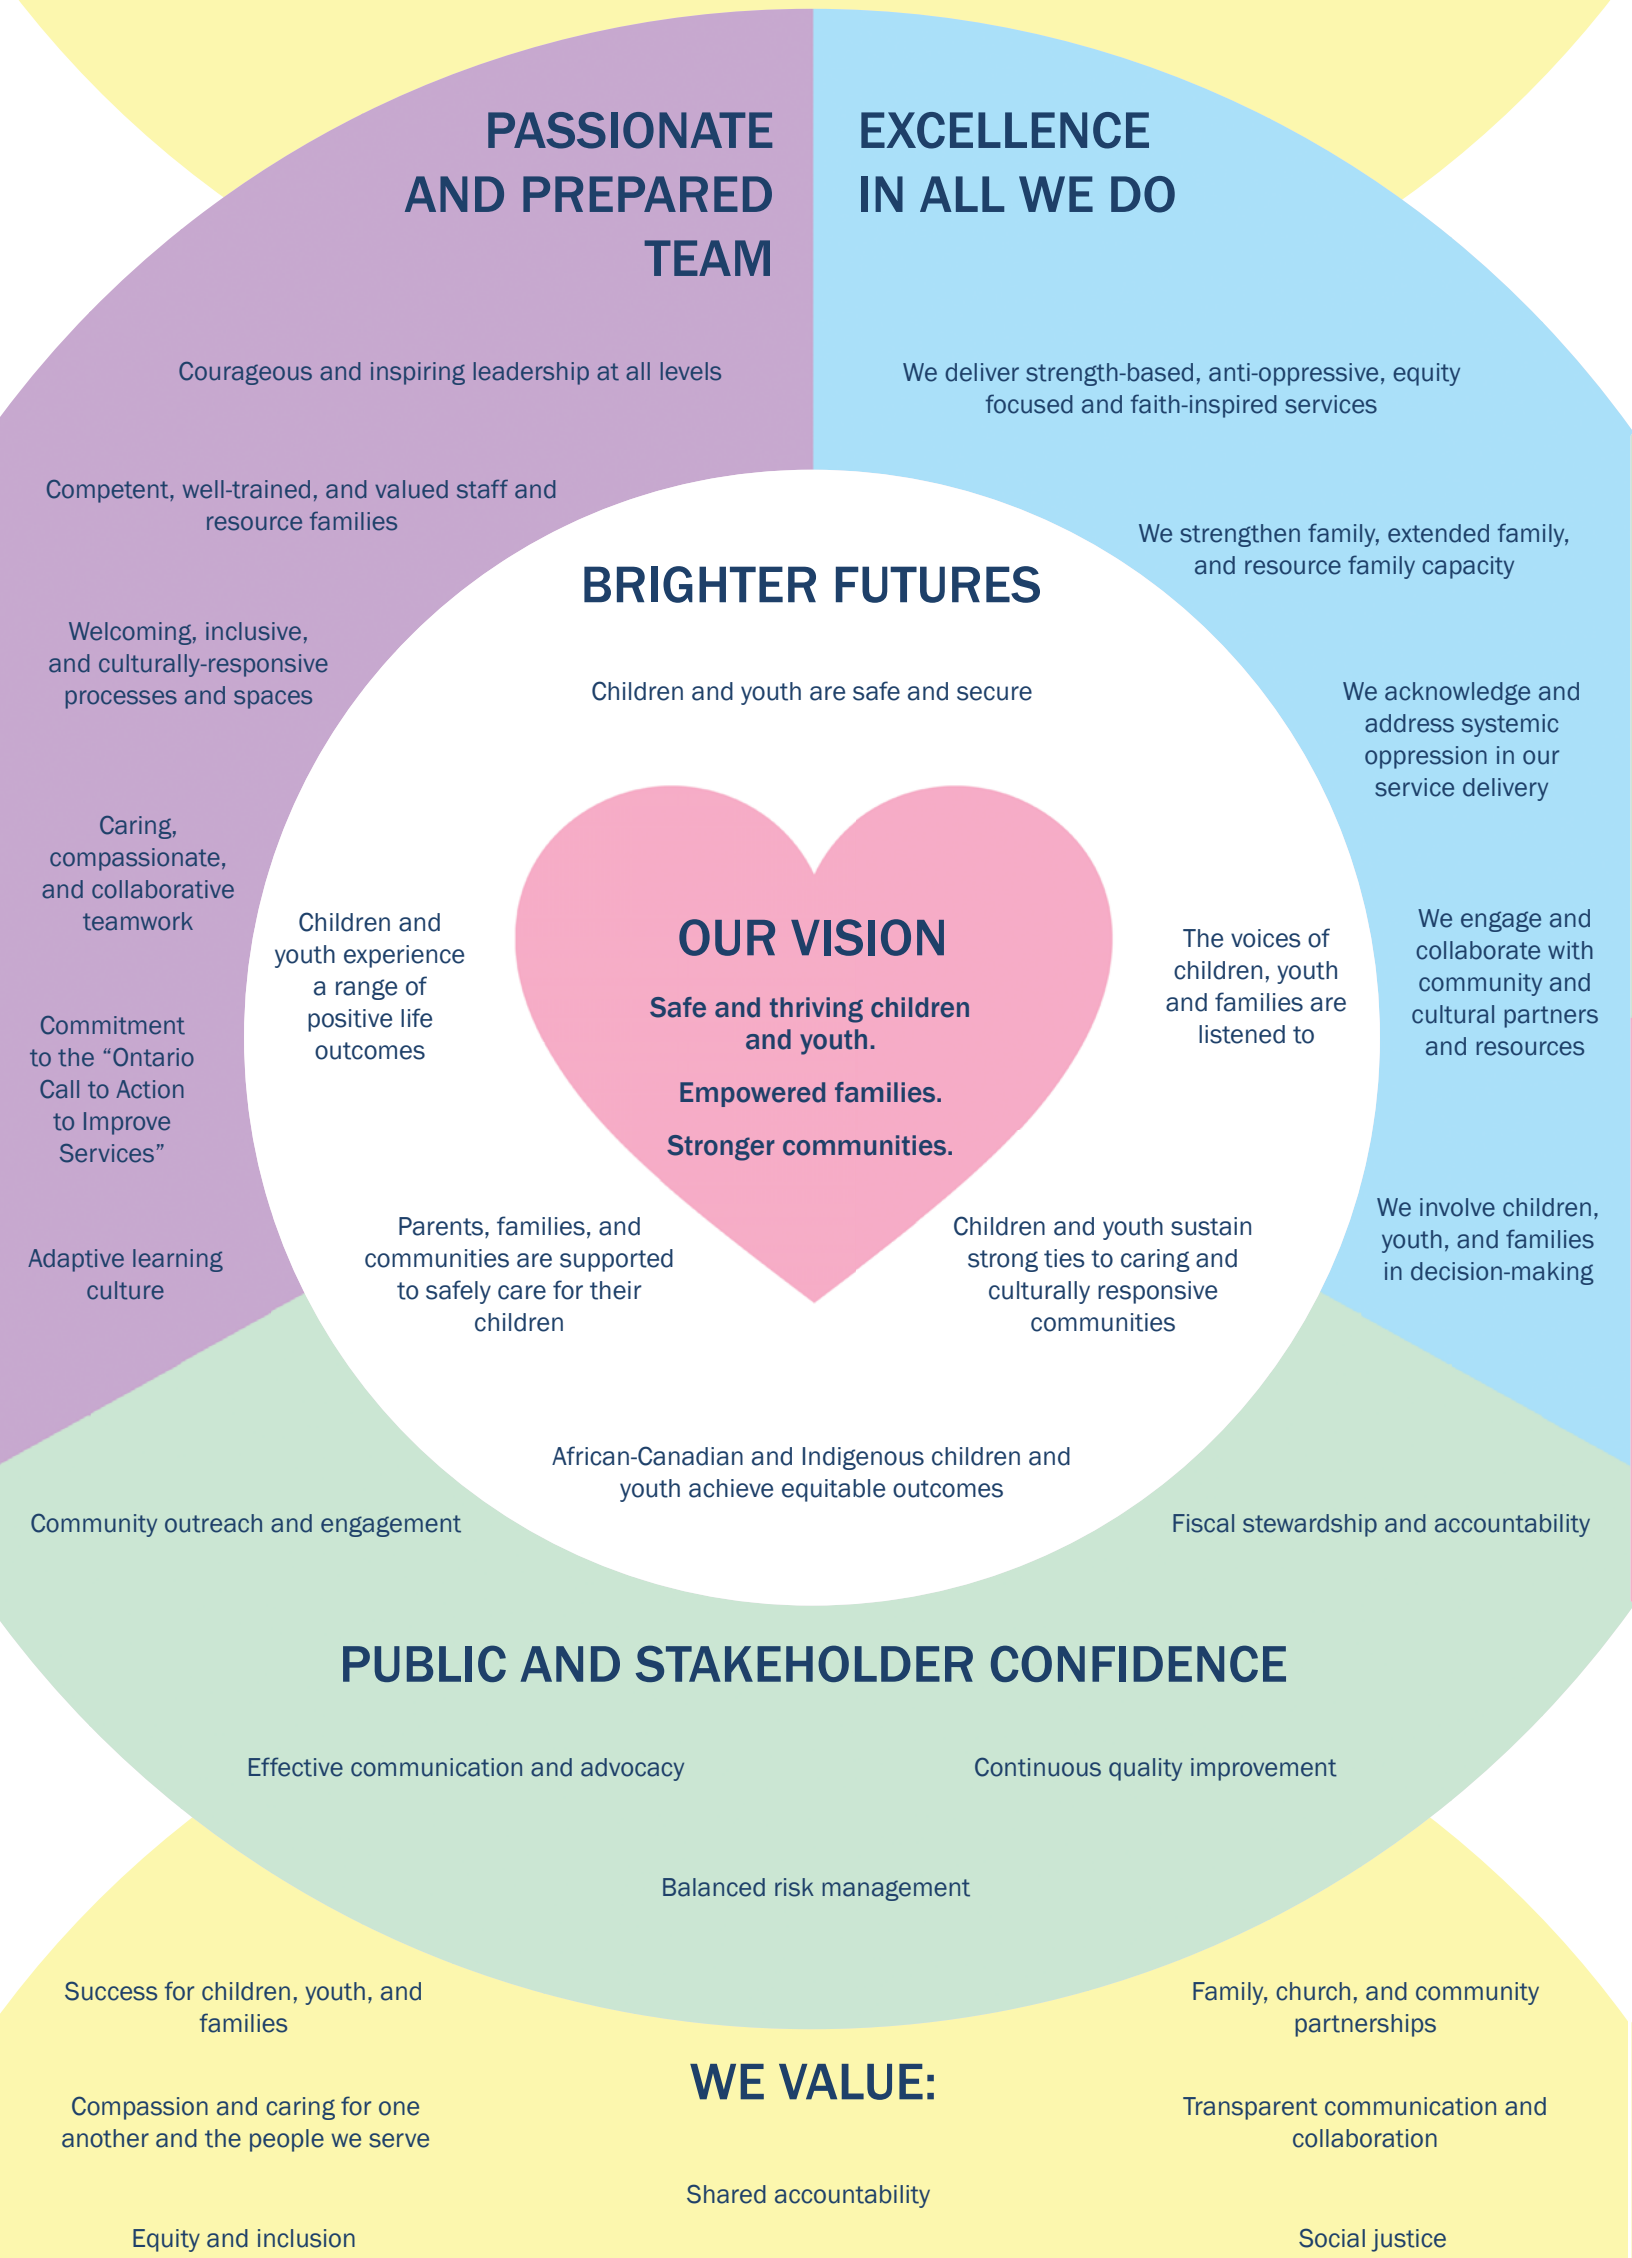 PASSIONATE
AND PREPARED
TEAM
Courageous and inspiring leadership at all levels
Competent, well-trained, and valued staff and
resource families
Welcoming, inclusive,
and culturally-responsive
processes and spaces
Caring,
compassionate,
and collaborative
teamwork
Commitment
to the “Ontario
Call to Action
to Improve
Services”
Adaptive learning
culture
EXCELLENCE
IN ALL WE DO
We deliver strength-based, anti-oppressive, equity
focused and faith-inspired services
We strengthen family, extended family,
and resource family capacity
We acknowledge and
address systemic
oppression in our
service delivery
We engage and
collaborate with
community and
cultural partners
and resources
We involve children,
youth, and families
in decision-making
BRIGHTER FUTURES
Children and youth are safe and secure
Children and
youth experience
a range of
positive life
outcomes
OUR VISION
Safe and thriving children
and youth.
Empowered families.
Stronger communities.
The voices of
children, youth
and families are
listened to
Parents, families, and
communities are supported
to safely care for their
children
Children and youth sustain
strong ties to caring and
culturally responsive
communities
African-Canadian and Indigenous children and
youth achieve equitable outcomes
Community outreach and engagement
Fiscal stewardship and accountability
PUBLIC AND STAKEHOLDER CONFIDENCE
Effective communication and advocacy
Continuous quality improvement
Balanced risk management
Success for children, youth, and
families
Compassion and caring for one
another and the people we serve
Equity and inclusion
WE VALUE:
Shared accountability
Family, church, and community
partnerships
Transparent communication and
collaboration
Social justice